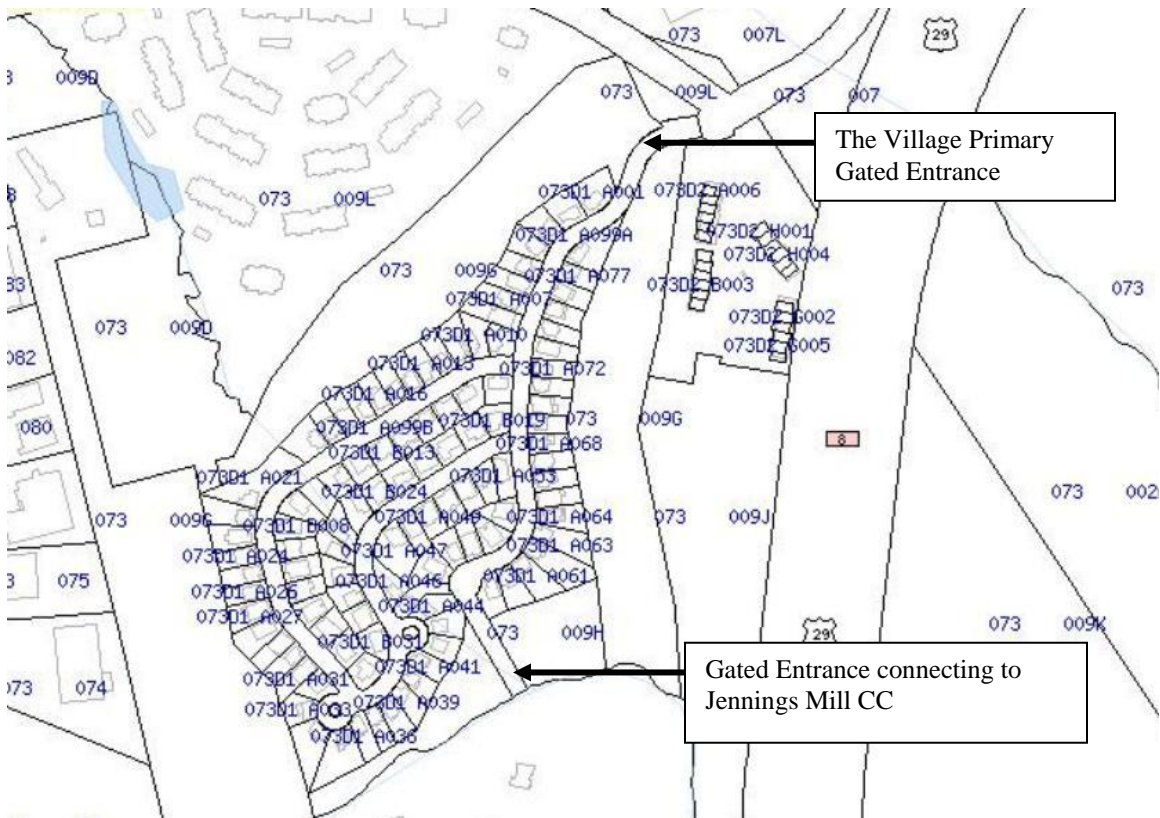 073 007L
29
009D
073 009L
073 007
The Village Primary
Gated Entrance
073D1 A001
073D2 A006
073 009L
073D2 H001
073D1 A099A
073D2 H004
073 009G
073D1 A077
073D2 B003
073
073D1 A007
073D2 G002
073 009D
073D1 A010
073D2 G005
082
073D1 A013
073D1 A072
073D1 A016
073D1 B019
073 009G
080
073D1 A099B
073D1 A068
8
073D1 B013
073D1 A021
073D1 A053
073D1 B024
073 002
073 009G
073D1 A049
073D1 A064
073 009J
073D1 B008
073D1 A063
073D1 A024
073D1 A047
075
073D1 A046
073D1 A061
073D1 A026
073D1 A044
073D1 A027
073 009H
29
073 009K
073D1 B031
Gated Entrance connecting to
Jennings Mill CC
073D1 A041
073D1 A031
073 074
073D1 A039
073D1 A033
073D1 A036